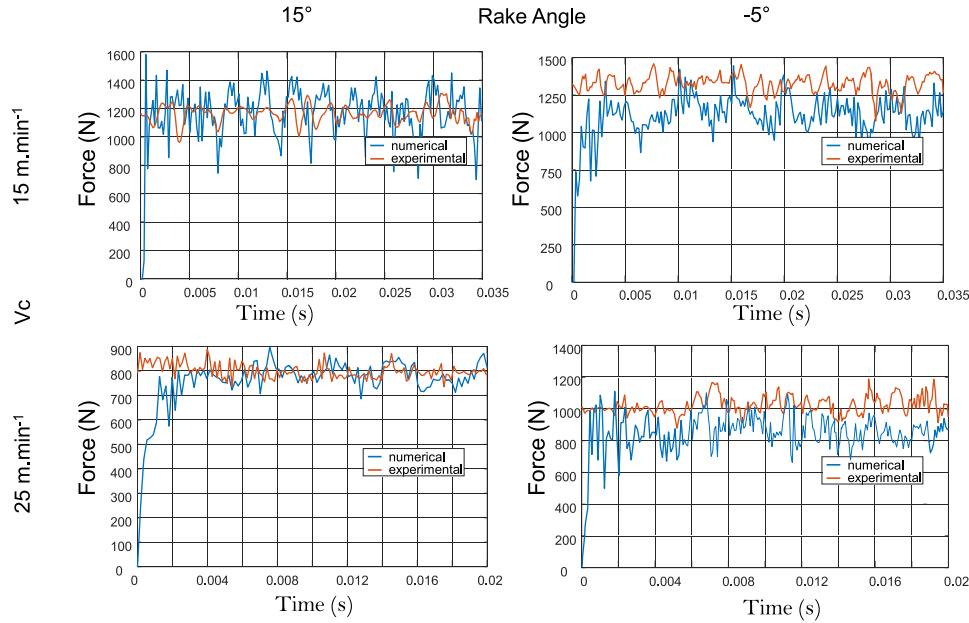 15° Rake Angle -5°
15 m.min⁻¹
Vc
25 m.min⁻¹
Force (N)
1600
1400
1200
1000
800
600
400
200
0
numerical
experimental
0 0.005 0.01 0.015 0.02 0.025 0.03 0.035
Time (s)
Force (N)
1500
1250
1000
750
500
250
0
numerical
experimental
0 0.005 0.01 0.015 0.02 0.025 0.03 0.035
Time (s)
Force (N)
900
800
700
600
500
400
300
200
100
0
numerical
experimental
0 0.004 0.008 0.012 0.016 0.02
Time (s)
Force (N)
1400
1200
1000
800
600
400
200
0
numerical
experimental
0 0.004 0.008 0.012 0.016 0.02
Time (s)